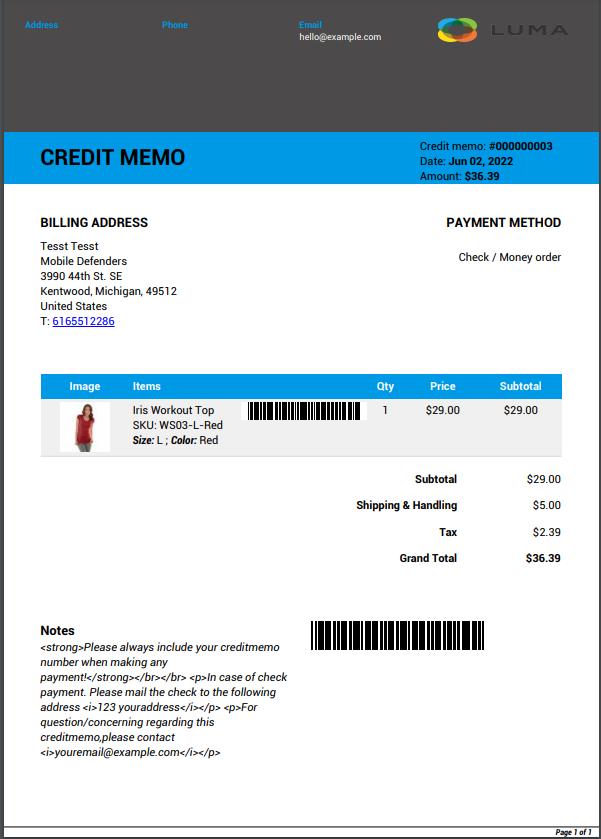 Address
Phone
Email
hello@example.com
LUMA
CREDIT MEMO
Credit memo: #000000003
Date: Jun 02, 2022
Amount: $36.39
BILLING ADDRESS
Tesst Tesst
Mobile Defenders
3990 44th St. SE
Kentwood, Michigan, 49512
United States
T: 6165512286
PAYMENT METHOD
Check / Money order
Image Items Qty Price Subtotal
Iris Workout Top 1 $29.00 $29.00
SKU: WS03-L-Red
Size: L ; Color: Red
Subtotal $29.00
Shipping & Handling $5.00
Tax $2.39
Grand Total $36.39
Notes
<strong>Please always include your creditmemo
number when making any
payment!</strong></br></br> <p>In case of check
payment. Please mail the check to the following
address <i>123 youraddress</i></p> <p>For
question/concerning regarding this
creditmemo,please contact
<i>youremail@example.com</i></p>
Page 1 of 1